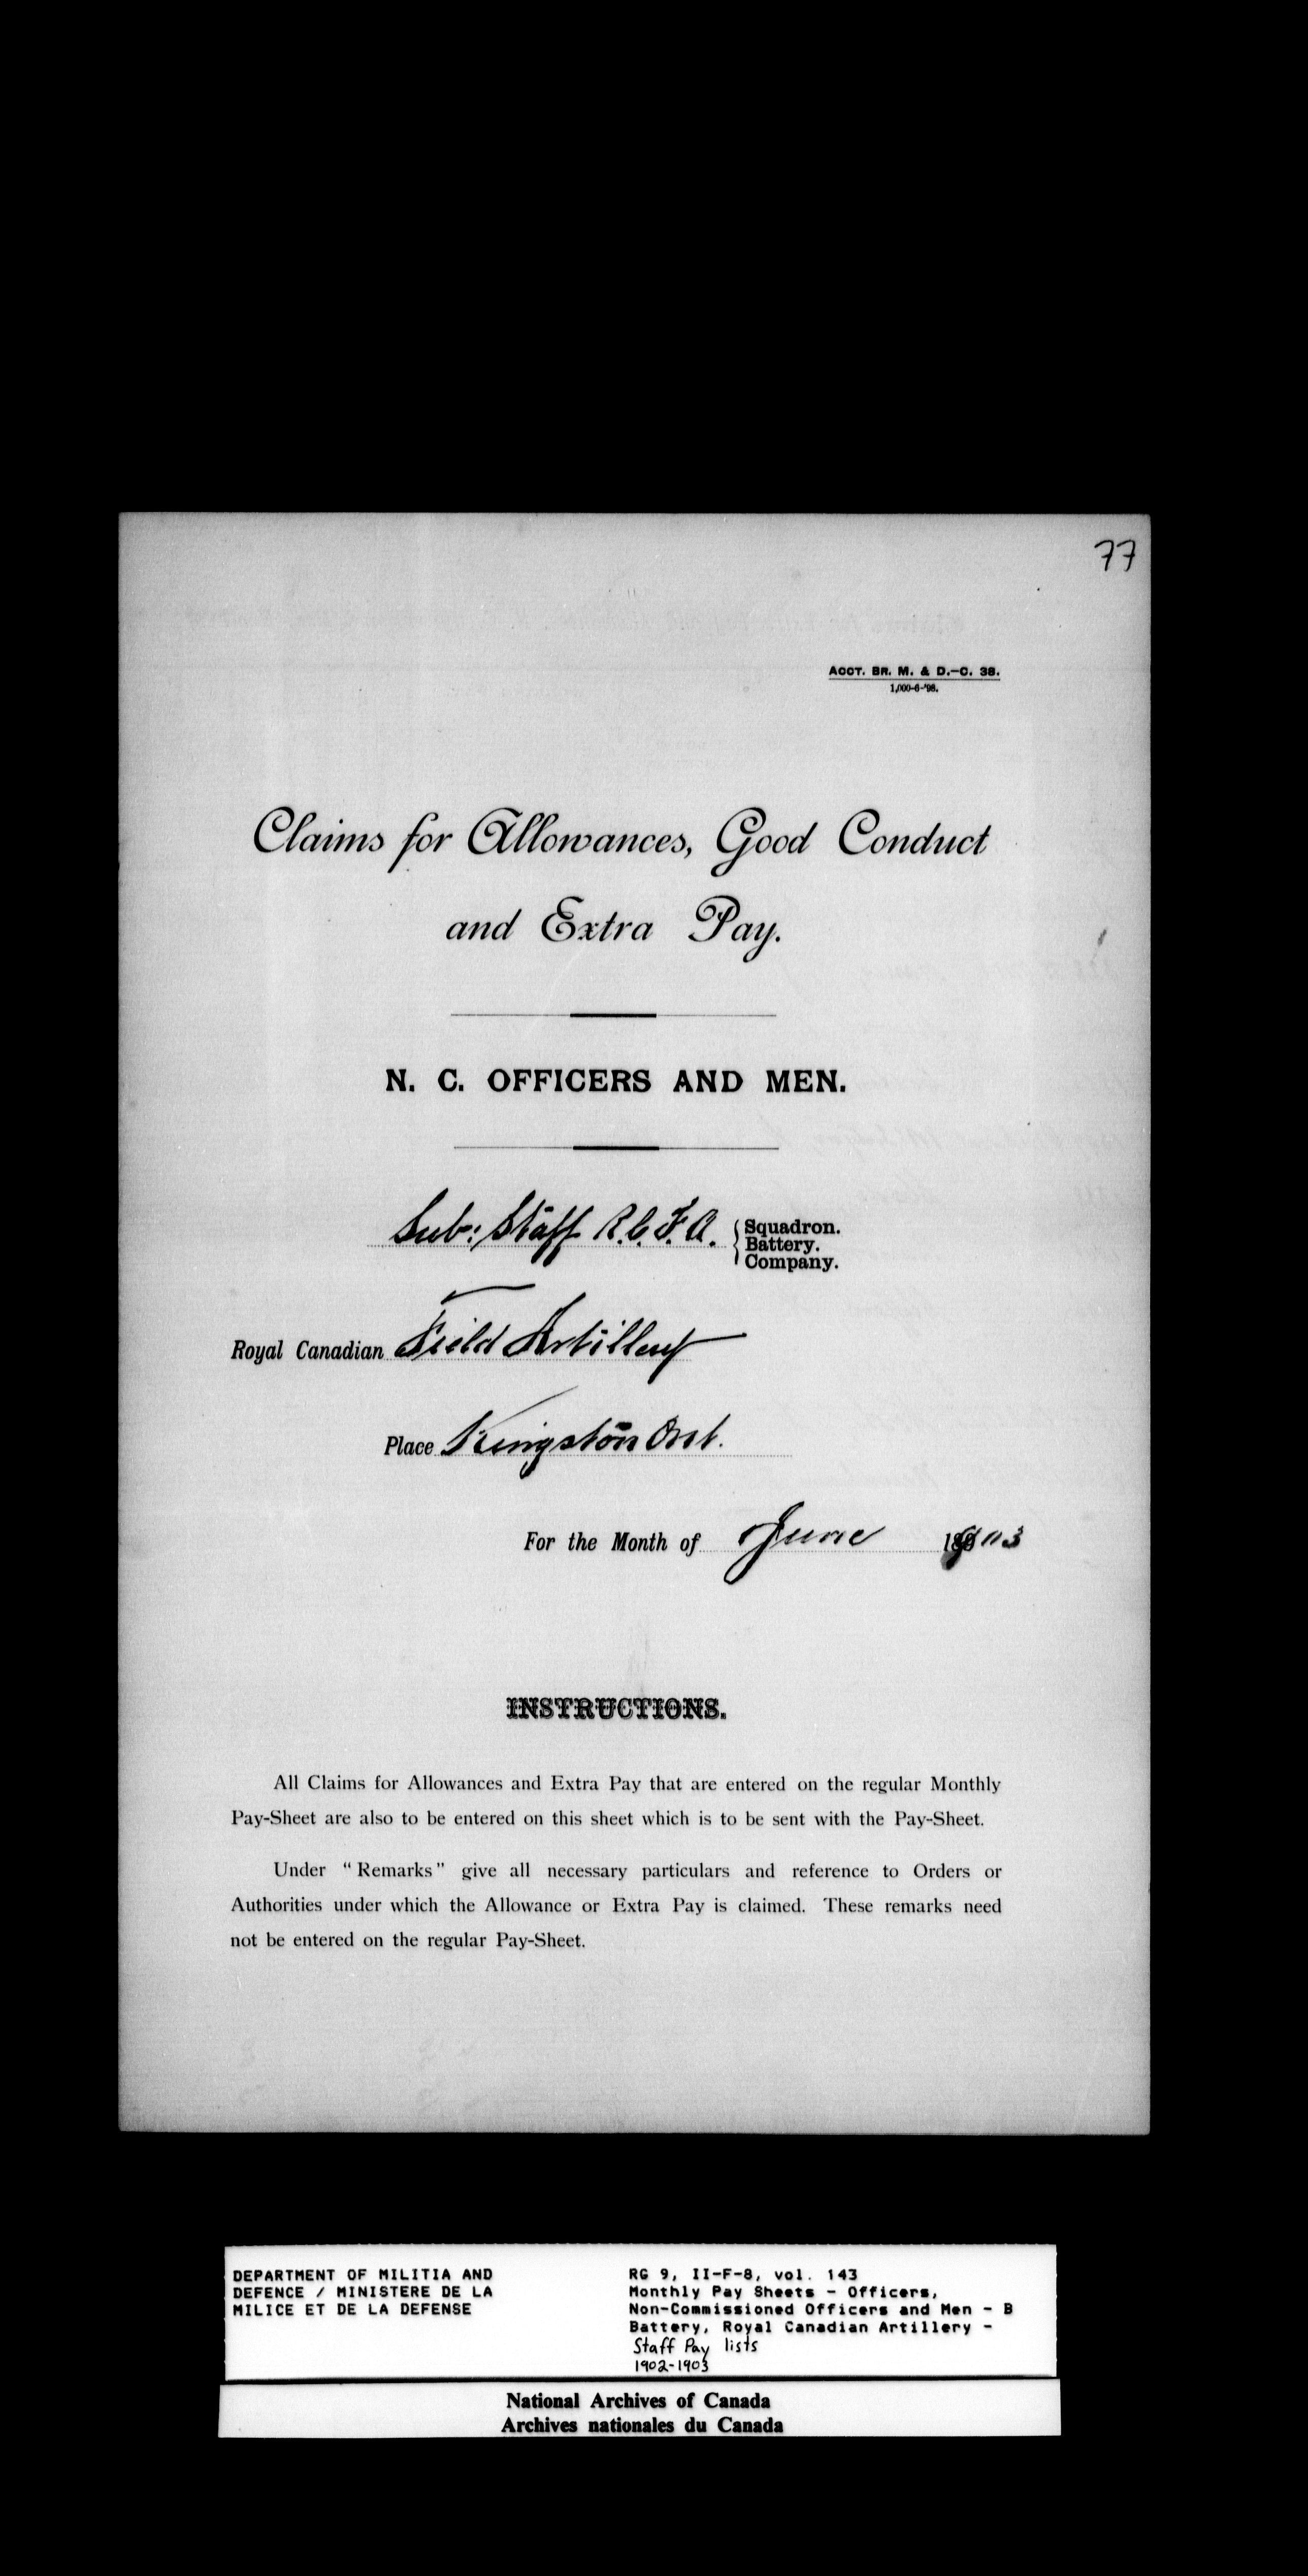 77
ACCT. BR. M. & D.-C. 38.
1,000-6-'98.
Claims for Allowances, Good Conduct
and Extra Pay.
N. C. OFFICERS AND MEN.
Sub: Staff R.C.F.A. { Squadron.
Battery.
Company.
Royal Canadian Field Artillery
Place Kingston Ont.
For the Month of June 1903
INSTRUCTIONS.
All Claims for Allowances and Extra Pay that are entered on the regular Monthly
Pay-Sheet are also to be entered on this sheet which is to be sent with the Pay-Sheet.
Under "Remarks" give all necessary particulars and reference to Orders or
Authorities under which the Allowance or Extra Pay is claimed. These remarks need
not be entered on the regular Pay-Sheet.
DEPARTMENT OF MILITIA AND
DEFENCE / MINISTERE DE LA
MILICE ET DE LA DEFENSE
RG 9, II-F-8, vol. 143
Monthly Pay Sheets - Officers,
Non-Commissioned Officers and Men - B
Battery, Royal Canadian Artillery -
Staff Pay lists
1902-1903
National Archives of Canada
Archives nationales du Canada